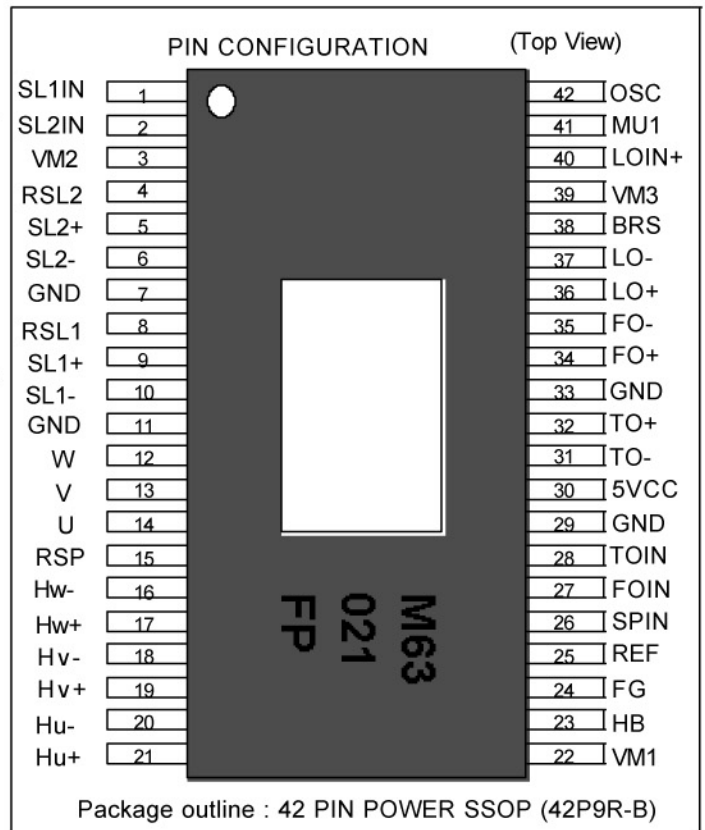 PIN CONFIGURATION (Top View)
SL1IN 1 42 OSC
SL2IN 2 41 MU1
VM2 3 40 LOIN+
RSL2 4 39 VM3
SL2+ 5 38 BRS
SL2- 6 37 LO-
GND 7 36 LO+
RSL1 8 35 FO-
SL1+ 9 34 FO+
SL1- 10 33 GND
GND 11 32 TO+
W 12 31 TO-
V 13 30 5VCC
U 14 29 GND
RSP 15 28 TOIN
Hw- 16 27 FOIN
Hw+ 17 26 SPIN
Hv- 18 25 REF
Hv+ 19 24 FG
Hu- 20 23 HB
Hu+ 21 22 VM1
M63
021
FP
Package outline : 42 PIN POWER SSOP (42P9R-B)